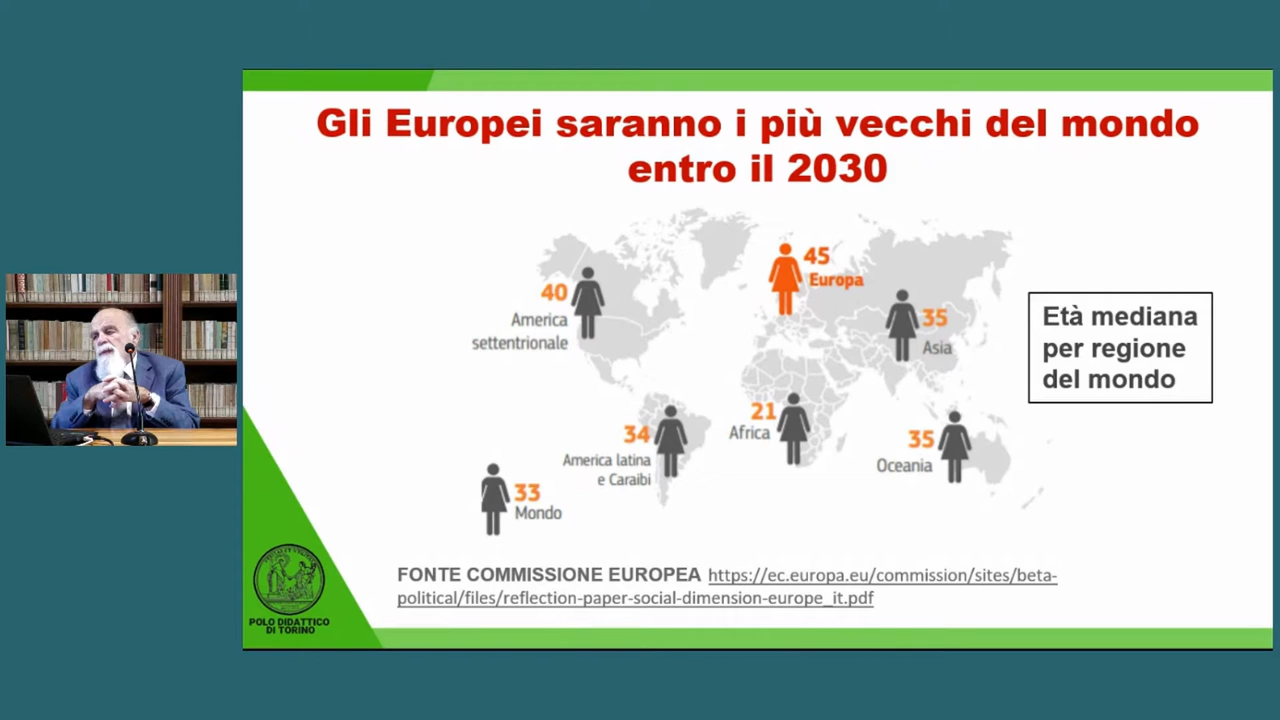 Gli Europei saranno i più vecchi del mondo
entro il 2030
45
Europa
40
America
settentrionale
35
Asia
Età mediana
per regione
del mondo
21
Africa
34
America latina
e Caraibi
35
Oceania
33
Mondo
FONTE COMMISSIONE EUROPEA https://ec.europa.eu/commission/sites/beta-
political/files/reflection-paper-social-dimension-europe_it.pdf
POLO DIDATTICO
DI TORINO